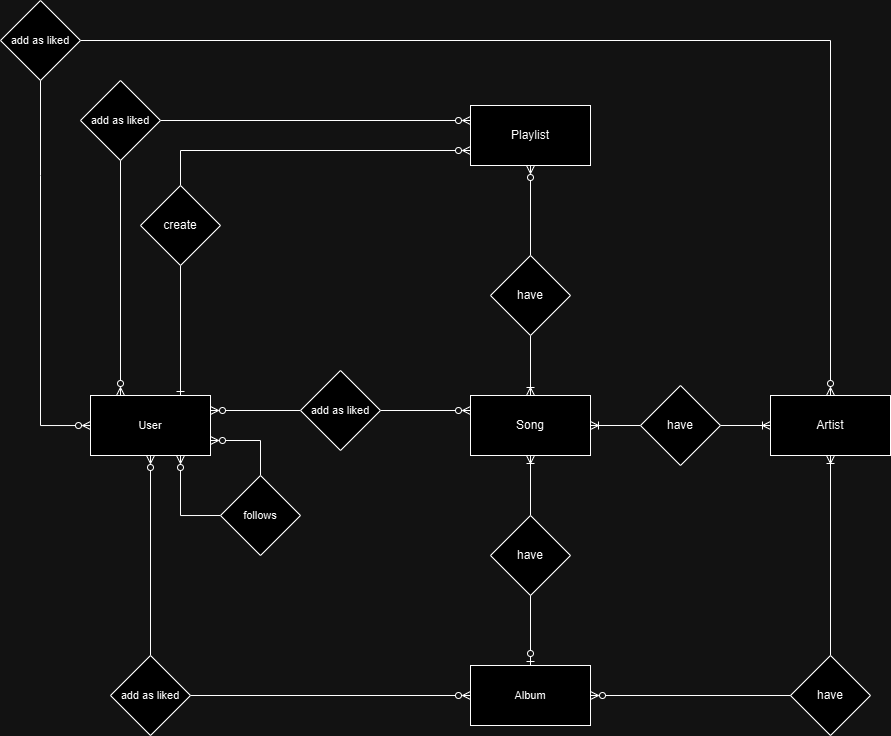 add as liked
add as liked
Playlist
create
have
User
add as liked
Song
have
Artist
follows
have
add as liked
Album
have